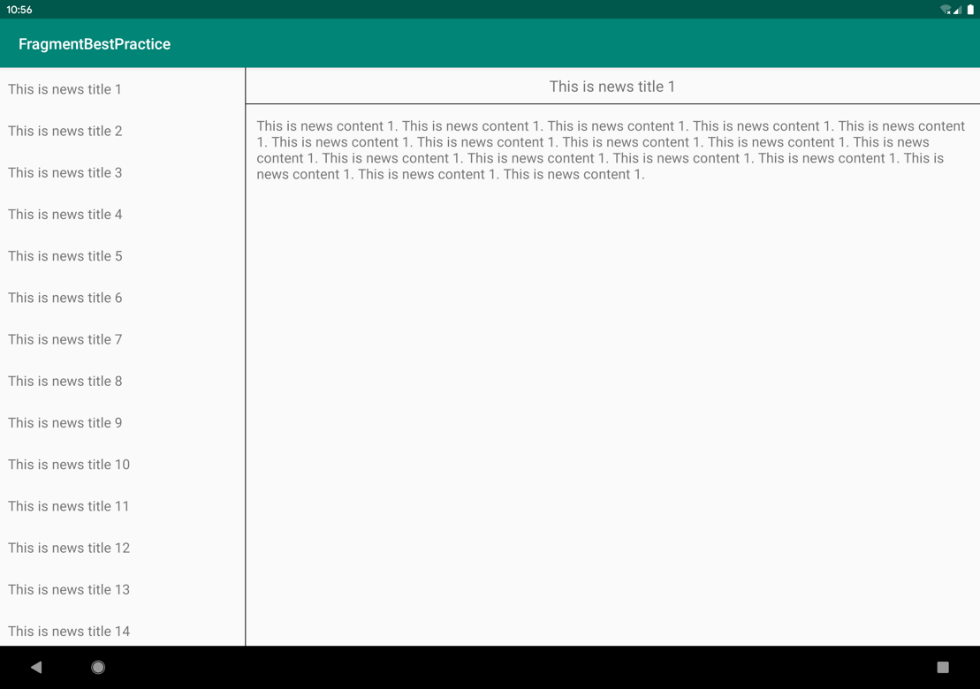 10:56
FragmentBestPractice
This is news title 1
This is news title 2
This is news title 3
This is news title 4
This is news title 5
This is news title 6
This is news title 7
This is news title 8
This is news title 9
This is news title 10
This is news title 11
This is news title 12
This is news title 13
This is news title 14
This is news title 1
This is news content 1. This is news content 1. This is news content 1. This is news content 1. This is news content
1. This is news content 1. This is news content 1. This is news content 1. This is news content 1. This is news
content 1. This is news content 1. This is news content 1. This is news content 1. This is news content 1. This is
news content 1. This is news content 1. This is news content 1.